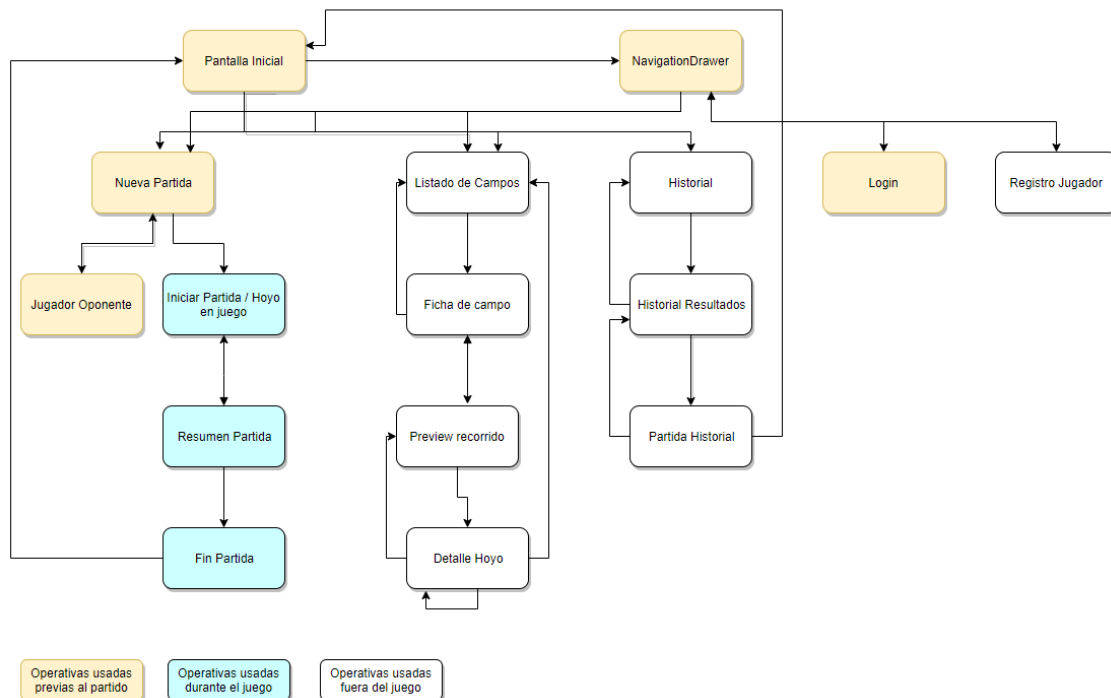 Pantalla Inicial
NavigationDrawer
Nueva Partida
Listado de Campos
Historial
Login
Registro Jugador
Jugador Oponente
Iniciar Partida / Hoyo
en juego
Ficha de campo
Historial Resultados
Resumen Partida
Preview recorrido
Partida Historial
Fin Partida
Detalle Hoyo
Operativas usadas
previas al partido
Operativas usadas
durante el juego
Operativas usadas
fuera del juego